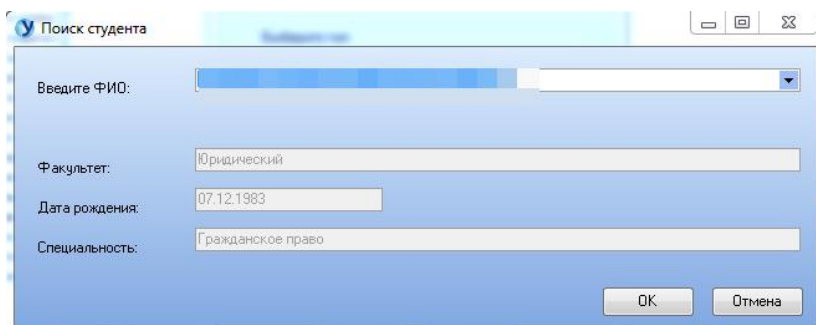 Поиск студента
Введите ФИО:
Факультет: Юридический
Дата рождения: 07.12.1983
Специальность: Гражданское право
OK Отмена